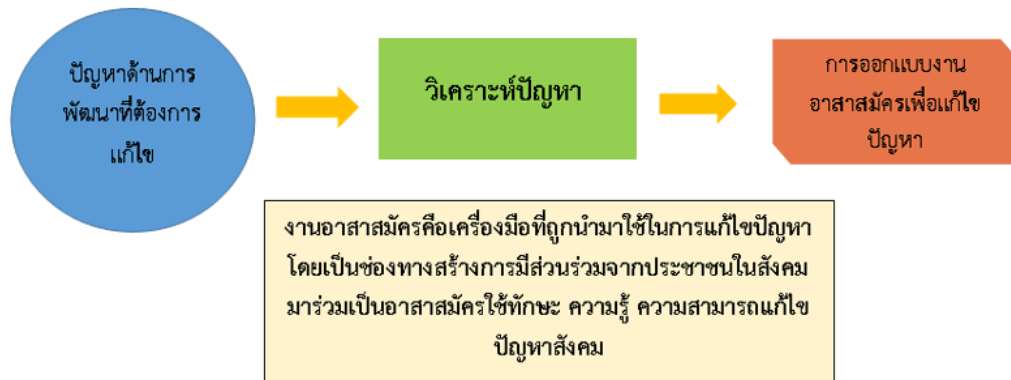 ปัญหาด้านการ
พัฒนาที่ต้องการ
แก้ไข
วิเคราะห์ปัญหา
การออกแบบงาน
อาสาสมัครเพื่อแก้ไข
ปัญหา
งานอาสาสมัครคือเครื่องมือที่ถูกนำมาใช้ในการแก้ไขปัญหา
โดยเป็นช่องทางสร้างการมีส่วนร่วมจากประชาชนในสังคม
มาร่วมเป็นอาสาสมัครใช้ทักษะ ความรู้ ความสามารถแก้ไข
ปัญหาสังคม